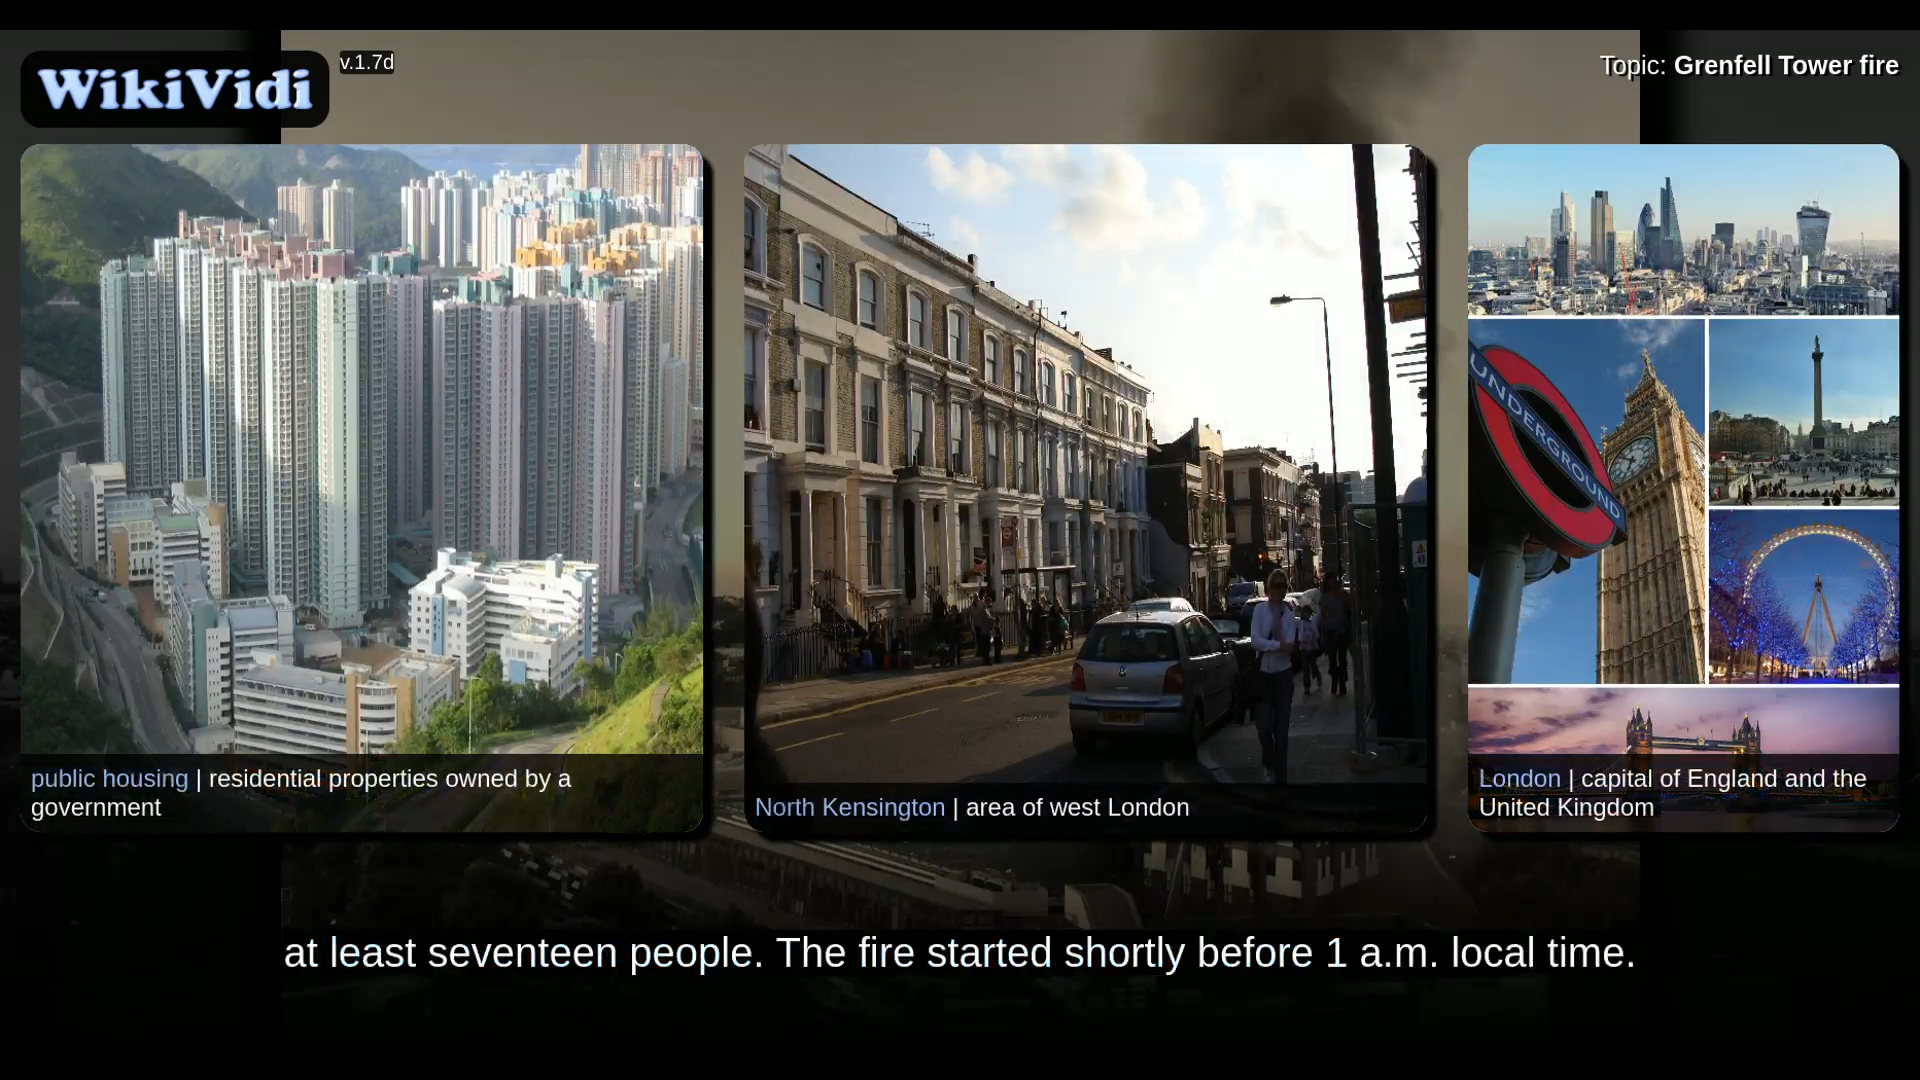 WikiVidi
v.1.7d
Topic: Grenfell Tower fire
UNDERGROUND
public housing | residential properties owned by a
government
North Kensington | area of west London
London | capital of England and the
United Kingdom
at least seventeen people. The fire started shortly before 1 a.m. local time.